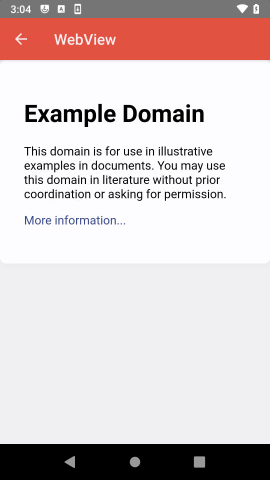 3:04
WebView
Example Domain
This domain is for use in illustrative
examples in documents. You may use
this domain in literature without prior
coordination or asking for permission.
More information...